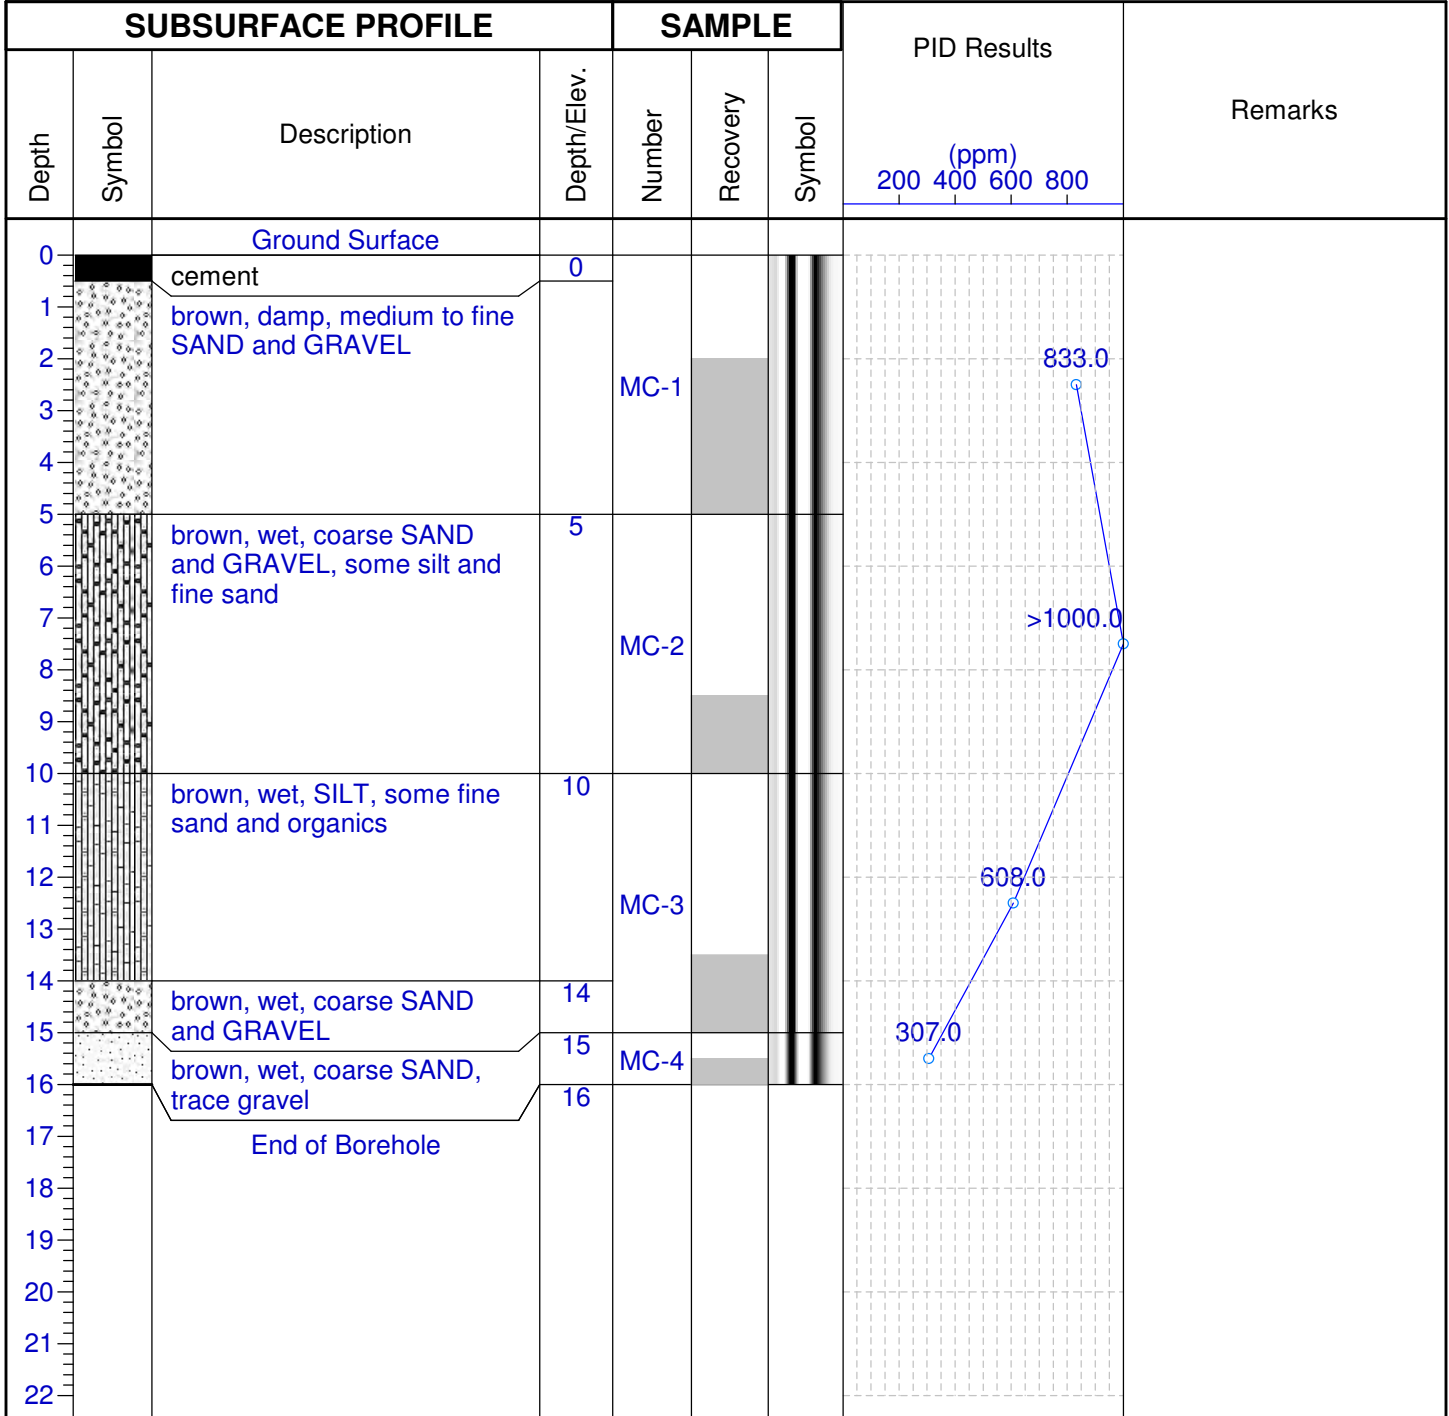 SUBSURFACE PROFILE
SAMPLE
PID Results
Remarks
Depth
Symbol
Description
Depth/Elev.
Number
Recovery
Symbol
(ppm)
200 400 600 800
Ground Surface
0
cement
0
1
brown, damp, medium to fine
SAND and GRAVEL
2
833.0
MC-1
3
4
5
brown, wet, coarse SAND
and GRAVEL, some silt and
fine sand
5
6
7
>1000.0
MC-2
8
9
10
brown, wet, SILT, some fine
sand and organics
10
11
12
608.0
MC-3
13
14
brown, wet, coarse SAND
and GRAVEL
14
15
307.0
15
MC-4
brown, wet, coarse SAND,
trace gravel
16
16
17
End of Borehole
18
19
20
21
22